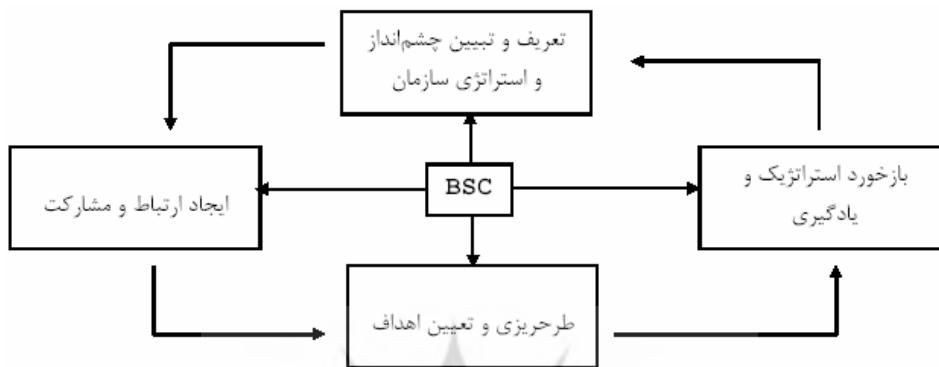 تعریف و تبیین چشم‌انداز
و استراتژی سازمان
بازخورد استراتژیک و
یادگیری
BSC
ایجاد ارتباط و مشارکت
طرحریزی و تعیین اهداف